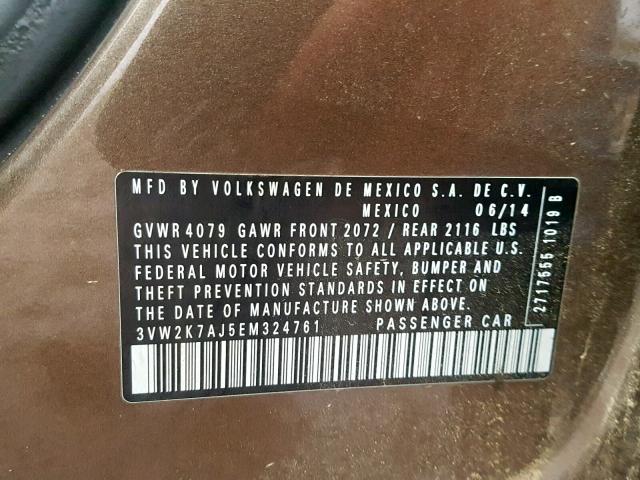 MFD BY VOLKSWAGEN DE MEXICO S.A. DE C.V.
MEXICO 06/14
GVWR 4079 GAWR FRONT 2072 / REAR 2116 LBS
THIS VEHICLE CONFORMS TO ALL APPLICABLE U.S.
FEDERAL MOTOR VEHICLE SAFETY, BUMPER AND
THEFT PREVENTION STANDARDS IN EFFECT ON
THE DATE OF MANUFACTURE SHOWN ABOVE.
3VW2K7AJ5EM324761 PASSENGER CAR
2717555 1019 B